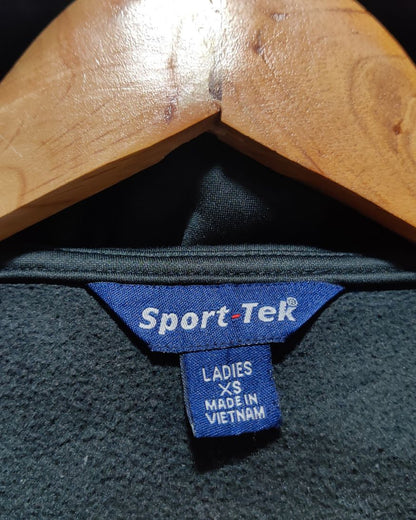 Sport-Tek®
LADIES
XS
MADE IN
VIETNAM